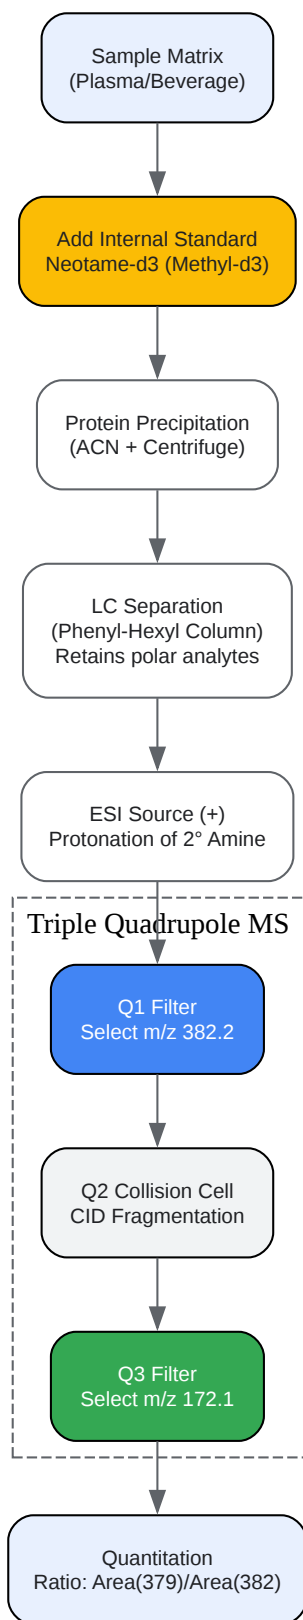 Sample Matrix
(Plasma/Beverage)
Add Internal Standard
Neotame-d3 (Methyl-d3)
Protein Precipitation
(ACN + Centrifuge)
LC Separation
(Phenyl-Hexyl Column)
Retains polar analytes
ESI Source (+)
Protonation of 2° Amine
Triple Quadrupole MS
Q1 Filter
Select m/z 382.2
Q2 Collision Cell
CID Fragmentation
Q3 Filter
Select m/z 172.1
Quantitation
Ratio: Area(379)/Area(382)